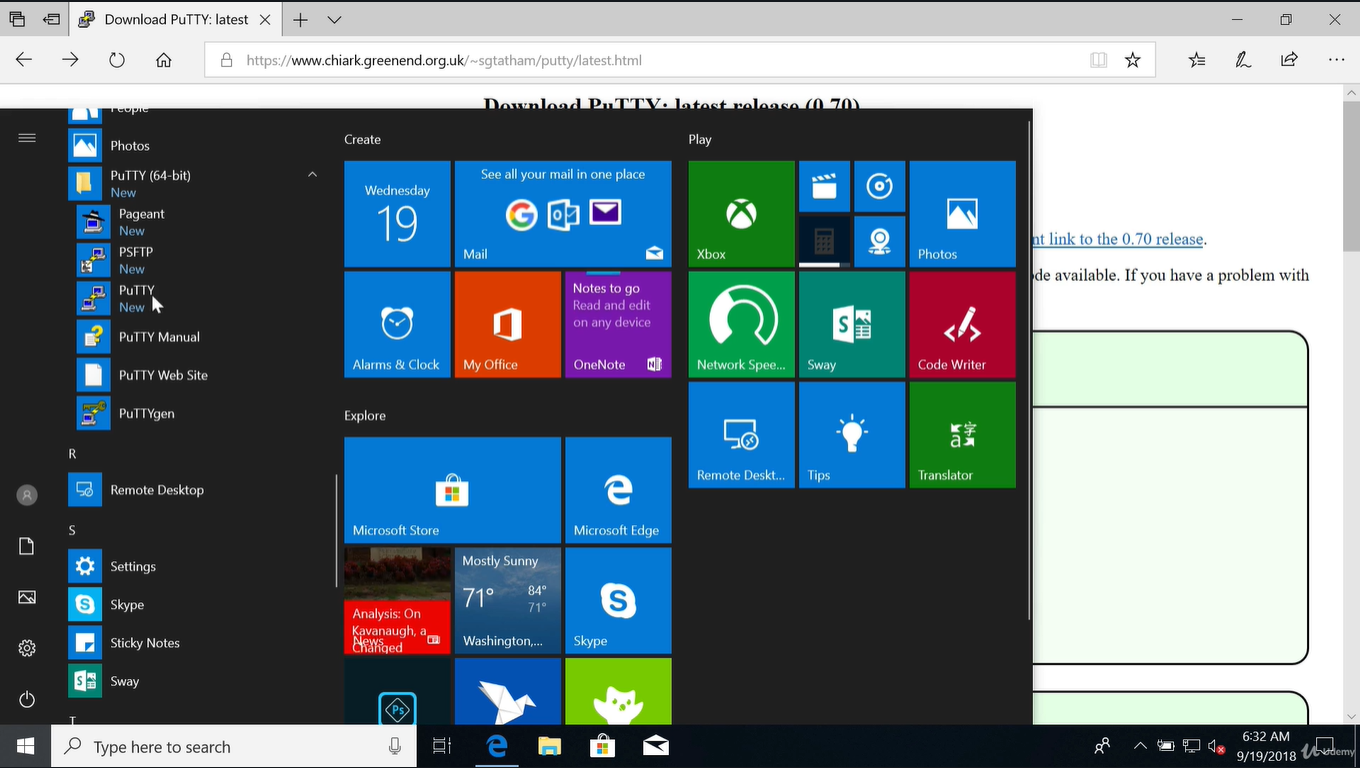 Download PuTTY: latest
https://www.chiark.greenend.org.uk/~sgtatham/putty/latest.html
Download PuTTY: latest release (0.70)
nt link to the 0.70 release.
ode available. If you have a problem with
People
Photos
PuTTY (64-bit)
New
Pageant
New
PSFTP
New
PuTTY
New
PuTTY Manual
PuTTY Web Site
PuTTYgen
R
Remote Desktop
S
Settings
Skype
Sticky Notes
Sway
T
Create
Wednesday
19
See all your mail in one place
Mail
Alarms & Clock
My Office
Notes to go
Read and edit
on any device
OneNote
Explore
Microsoft Store
Microsoft Edge
Analysis: On
Kavanaugh, a
Changed
News
Mostly Sunny
71° 84°
71°
Washington,...
Skype
Ps
Play
Xbox
Photos
Network Spee...
Sway
Code Writer
Remote Deskt...
Tips
Translator
Type here to search
6:32 AM
9/19/2018
Udemy